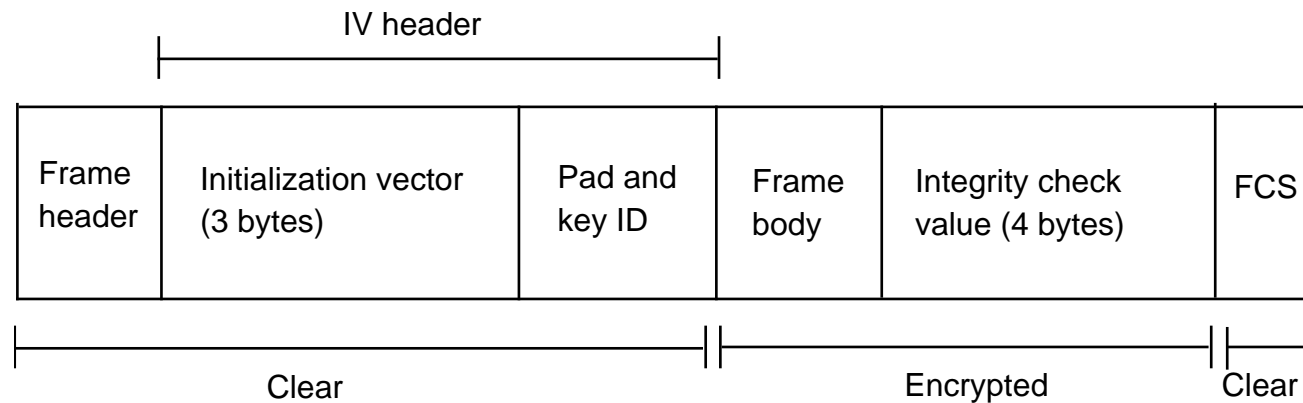 IV header
Frame
header
Initialization vector
(3 bytes)
Pad and
key ID
Frame
body
Integrity check
value (4 bytes)
FCS
Clear
Encrypted
Clear